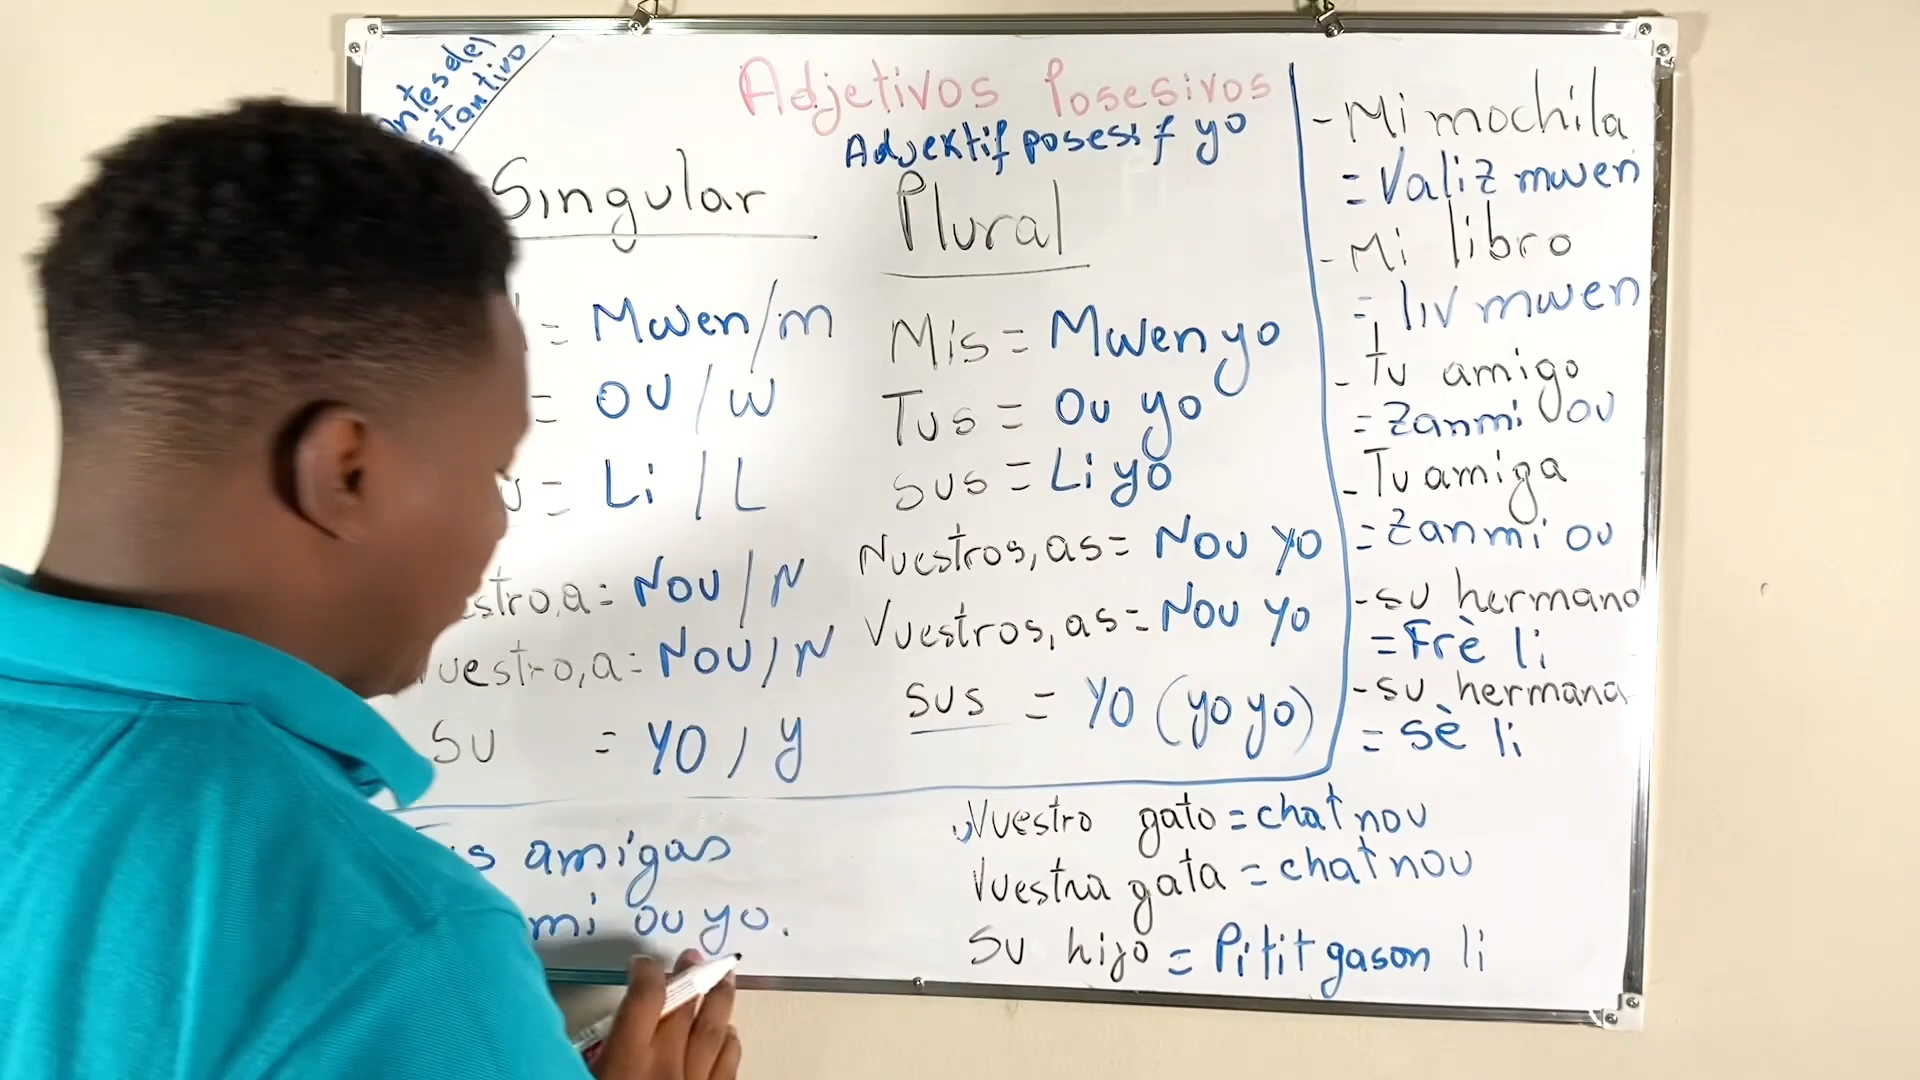 Adjetivos Posesivos
Adjektif posesif yo
Singular
= Mwen/m
= OU/W
= Li/L
stro,a= NOU/N
uestro,a= NOU/N
SU = YO, y
Plural
Mis = Mwen yo
Tus = Ou yo
sus = Li yo
Nuestros,as= NOU YO
Vuestros,as= NOU YO
sus = YO (yo yo)
- Mi mochila
= Valiz mwen
- Mi libro
= liv mwen
- Tu amigo
= Zanmi ou
- Tu amiga
= Zanmi ou
- su hermano
= Frè li
- su hermana
= sè li
s amigas
mi ou yo.
Vuestro gato = chat nou
Vuestra gata = chat nou
Su hijo = Pitit gason li